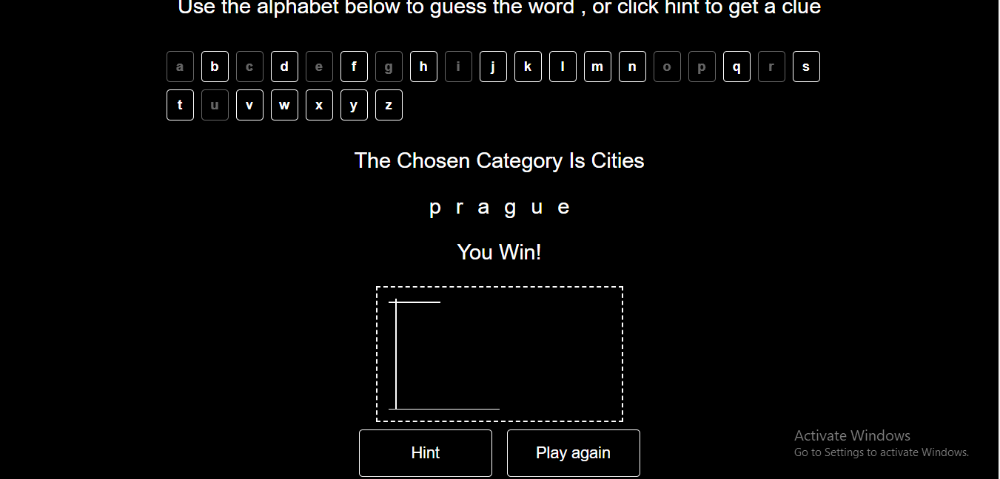 Use the alphabet below to guess the word , or click hint to get a clue
a b c d e f g h i j k l m n o p q r s
t u v w x y z
The Chosen Category Is Cities
p r a g u e
You Win!
Hint Play again
Activate Windows
Go to Settings to activate Windows.